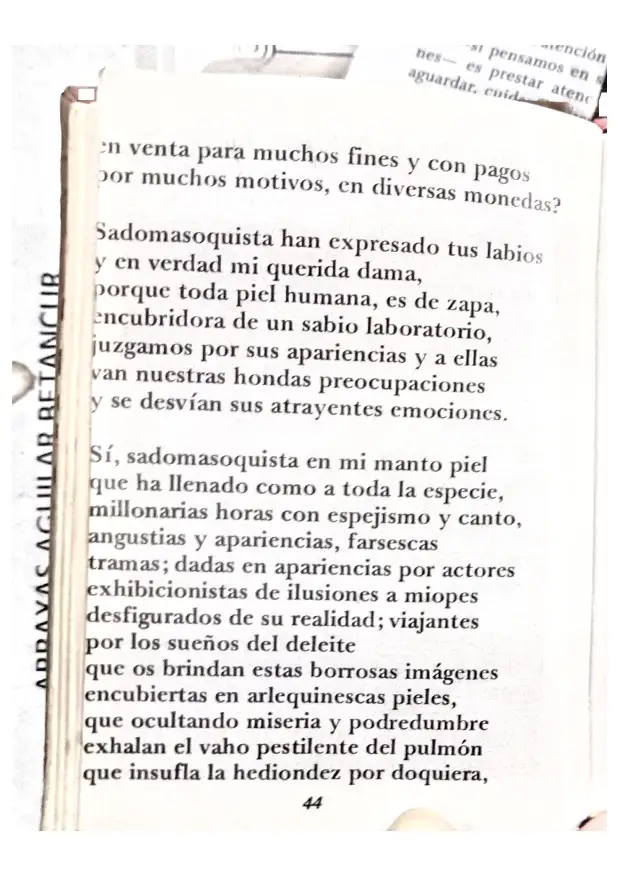 ención
si pensamos en s
nes— es prestar atenc
aguardar, cuida
en venta para muchos fines y con pagos
por muchos motivos, en diversas monedas?
Sadomasoquista han expresado tus labios
y en verdad mi querida dama,
porque toda piel humana, es de zapa,
encubridora de un sabio laboratorio,
juzgamos por sus apariencias y a ellas
van nuestras hondas preocupaciones
y se desvían sus atrayentes emociones.
Sí, sadomasoquista en mi manto piel
que ha llenado como a toda la especie,
millonarias horas con espejismo y canto,
angustias y apariencias, farsescas
tramas; dadas en apariencias por actores
exhibicionistas de ilusiones a miopes
desfigurados de su realidad; viajantes
por los sueños del deleite
que os brindan estas borrosas imágenes
encubiertas en arlequinescas pieles,
que ocultando miseria y podredumbre
exhalan el vaho pestilente del pulmón
que insufla la hediondez por doquiera,
44
ARRAYAS AGUILAR BETANCUR